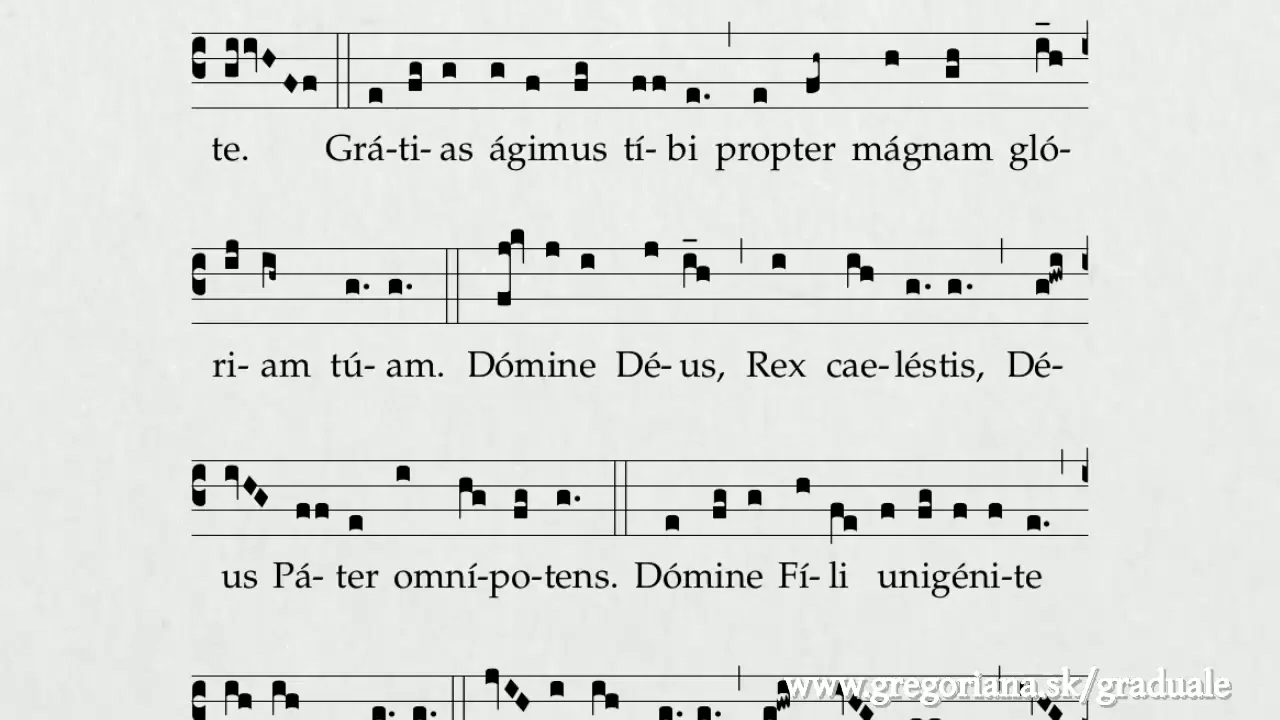 te. Grá-ti-as ágimus tí-bi propter mágnam gló-
ri-am tú-am. Dómine Dé-us, Rex cae-léstis, Dé-
us Pá-ter omní-po-tens. Dómine Fí-li unigéni-te
www.gregoriana.sk/graduale